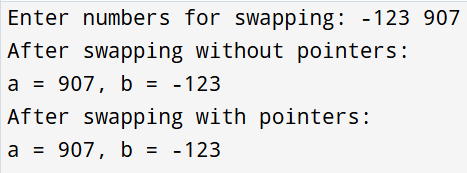 Enter numbers for swapping: -123 907
After swapping without pointers:
a = 907, b = -123
After swapping with pointers:
a = 907, b = -123